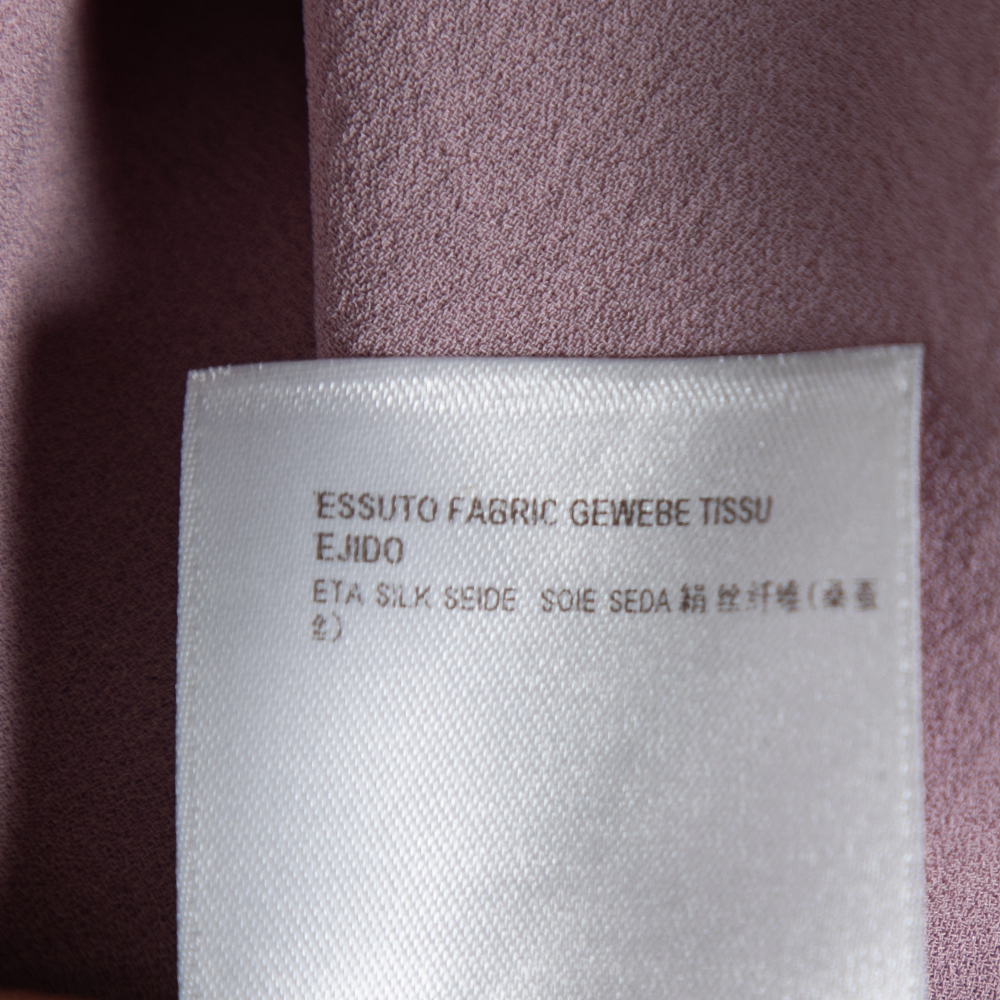 ESSUTO FABRIC GEWEBE TISSU
EJIDO
ETA SILK SEIDE SOIE SEDA 絹 丝纤维(桑蚕
丝)